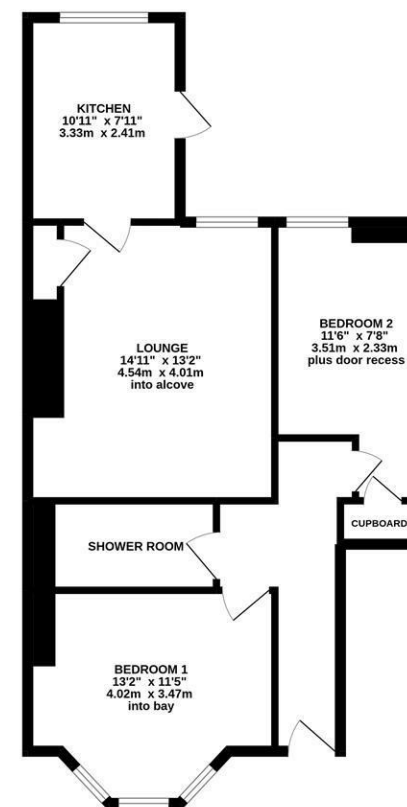 KITCHEN
10'11" x 7'11"
3.33m x 2.41m
LOUNGE
14'11" x 13'2"
4.54m x 4.01m
into alcove
BEDROOM 2
11'6" x 7'8"
3.51m x 2.33m
plus door recess
CUPBOARD
SHOWER ROOM
BEDROOM 1
13'2" x 11'5"
4.02m x 3.47m
into bay